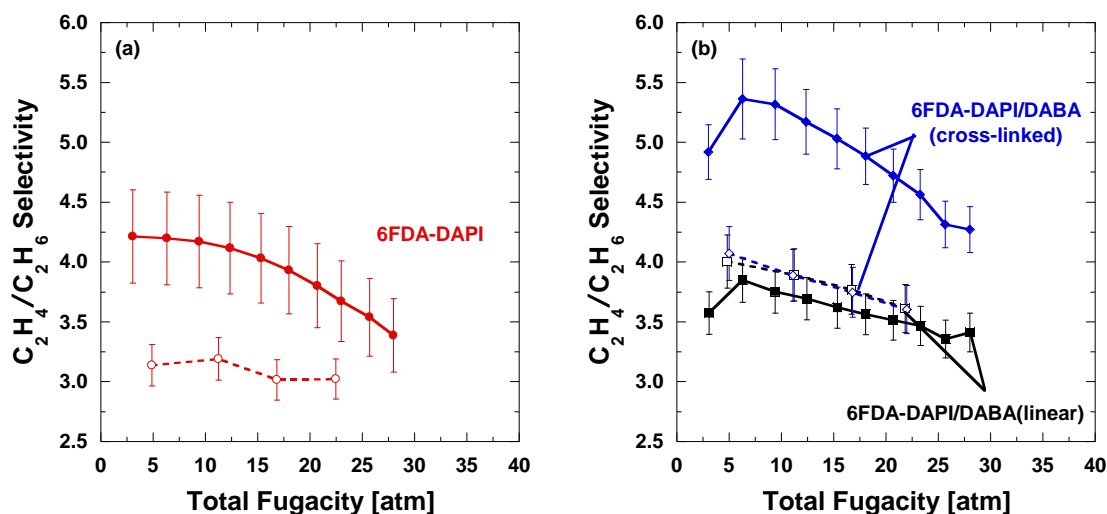 (a)
6FDA-DAPI
6.0
5.5
5.0
4.5
4.0
3.5
3.0
2.5
0 5 10 15 20 25 30 35 40
C2H4/C2H6 Selectivity
Total Fugacity [atm]
(b)
6FDA-DAPI/DABA
(cross-linked)
6FDA-DAPI/DABA(linear)
6.0
5.5
5.0
4.5
4.0
3.5
3.0
2.5
0 5 10 15 20 25 30 35 40
C2H4/C2H6 Selectivity
Total Fugacity [atm]